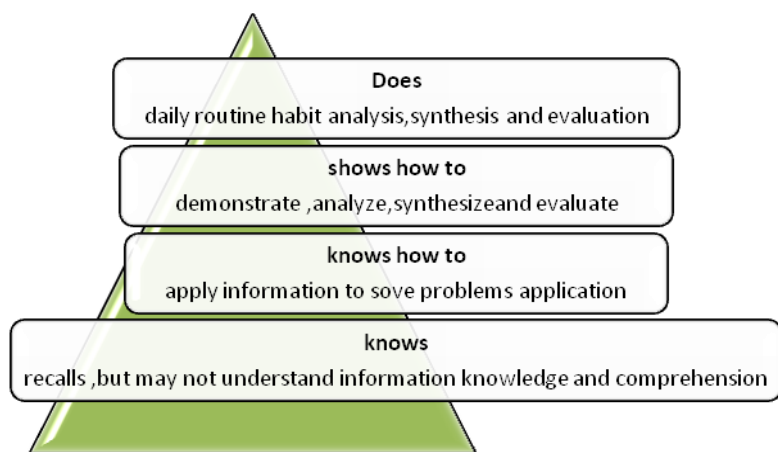 Does
daily routine habit analysis,synthesis and evaluation
shows how to
demonstrate ,analyze,synthesizeand evaluate
knows how to
apply information to sove problems application
knows
recalls ,but may not understand information knowledge and comprehension